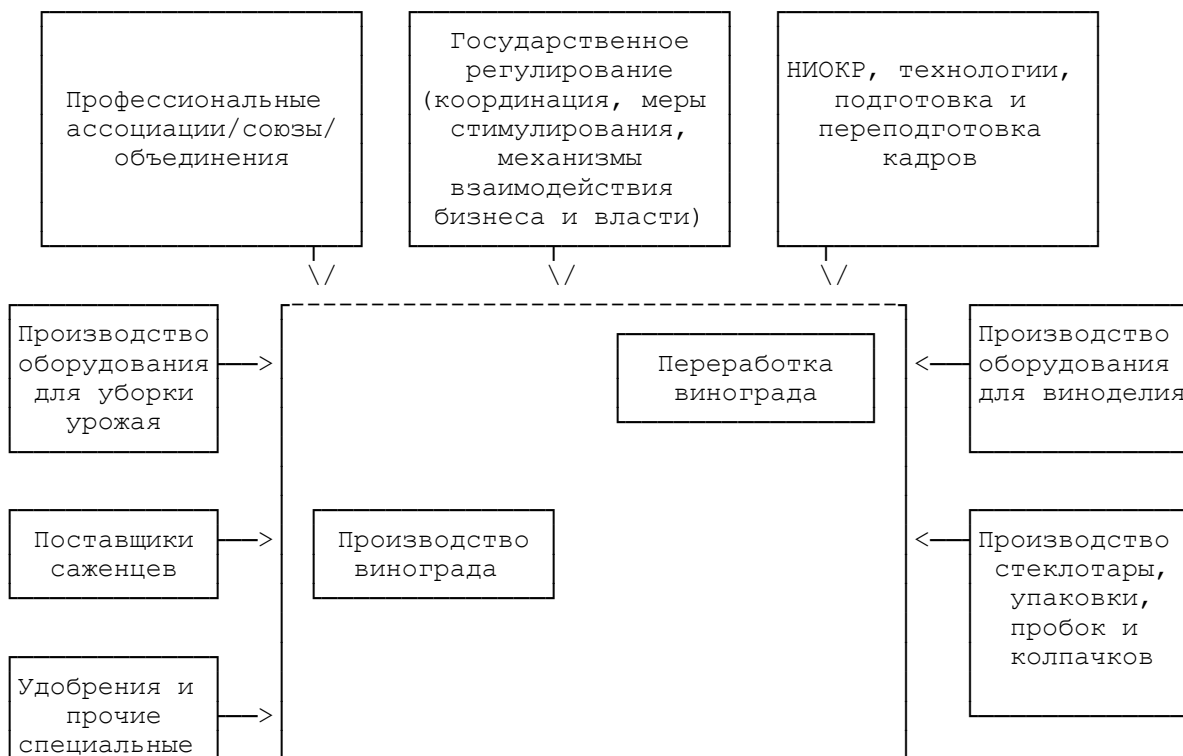 Профессиональные
ассоциации/союзы/
объединения
Государственное
регулирование
(координация, меры
стимулирования,
механизмы
взаимодействия
бизнеса и власти)
НИОКР, технологии,
подготовка и
переподготовка
кадров
Производство
оборудования
для уборки
урожая
Переработка
винограда
Производство
оборудования
для виноделия
Поставщики
саженцев
Производство
винограда
Производство
стеклотары,
упаковки,
пробок и
колпачков
Удобрения и
прочие
специальные